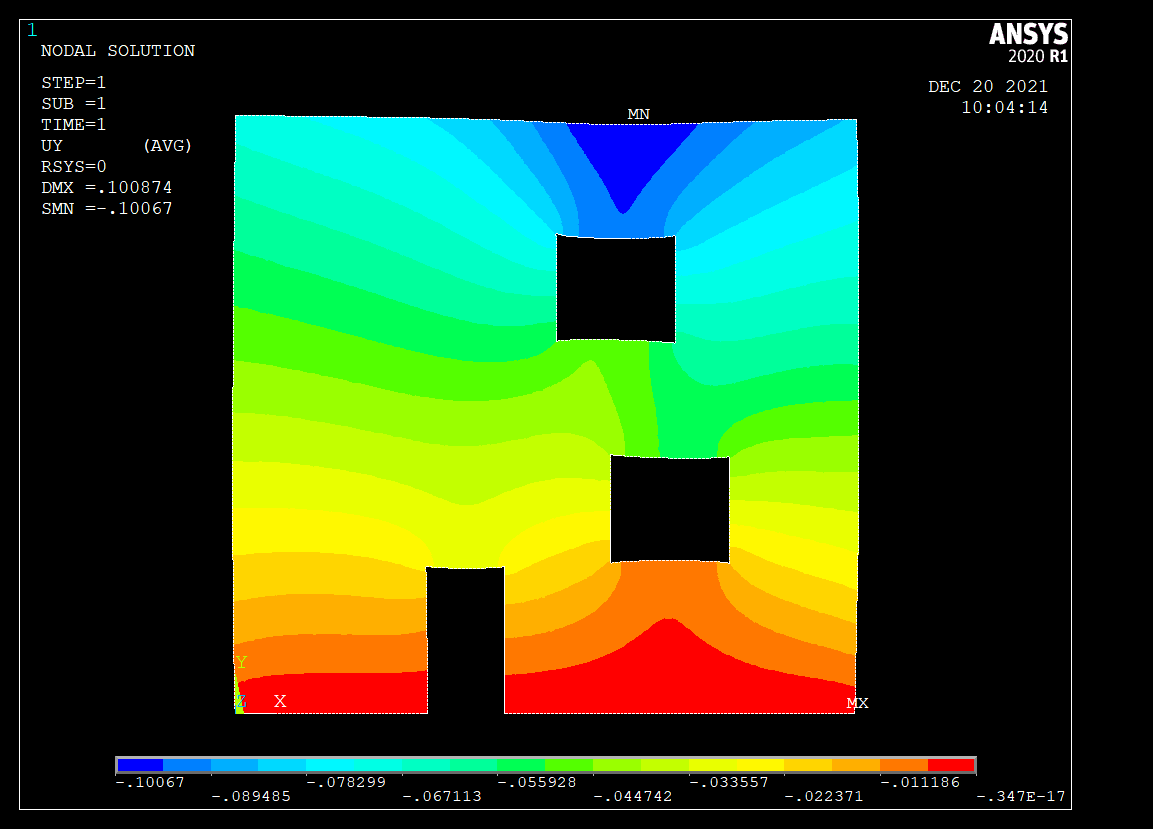 1
ANSYS
2020 R1
NODAL SOLUTION
STEP=1
SUB =1
TIME=1
UY (AVG)
RSYS=0
DMX =.100874
SMN =-.10067
DEC 20 2021
10:04:14
MN
Y
Z X
MX
-.10067 -.078299 -.055928 -.033557 -.011186
-.089485 -.067113 -.044742 -.022371 -.347E-17